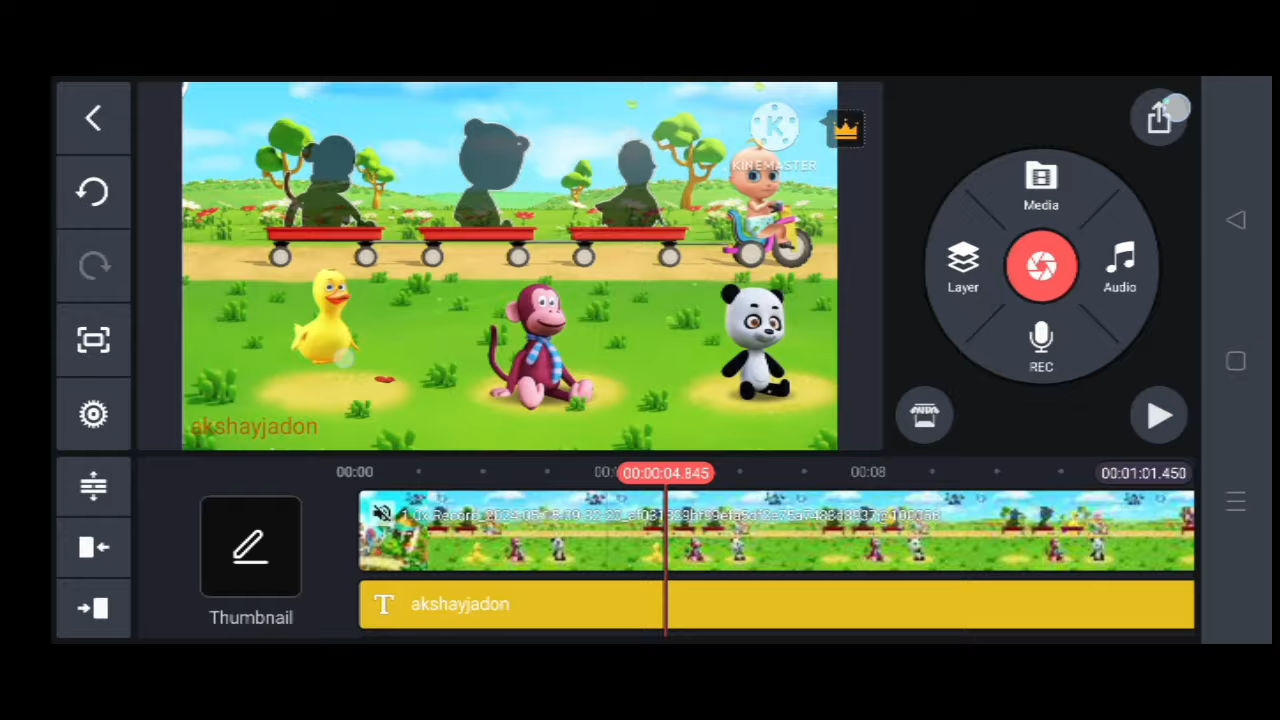 K
KINEMASTER
Media
Layer
Audio
REC
akshayjadon
00:00
00:00:04.845
00:08
00:01:01.450
Thumbnail
T akshayjadon